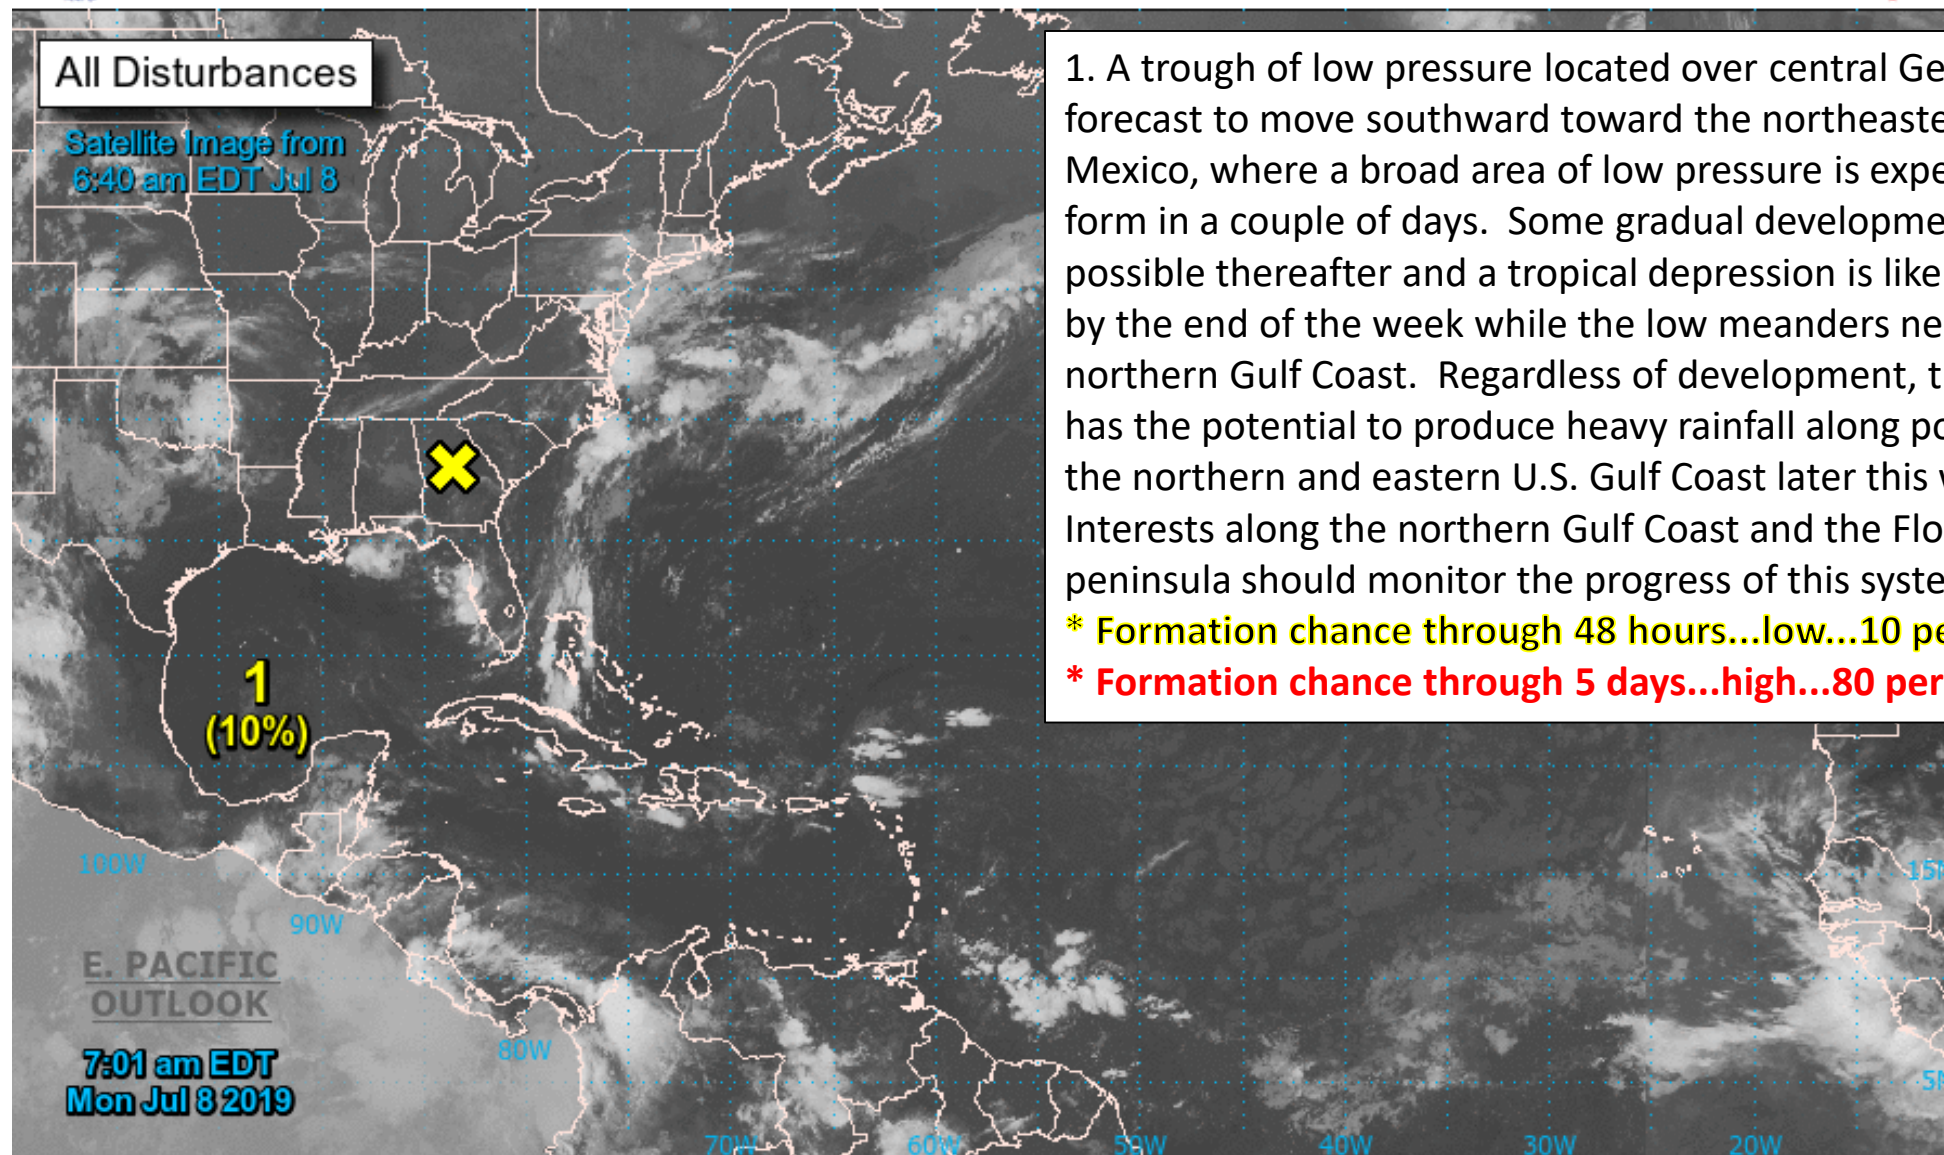 All Disturbances
Satellite Image from
6:40 am EDT Jul 8
1. A trough of low pressure located over central Ge
forecast to move southward toward the northeaste
Mexico, where a broad area of low pressure is expe
form in a couple of days. Some gradual developme
possible thereafter and a tropical depression is like
by the end of the week while the low meanders ne
northern Gulf Coast. Regardless of development, t
has the potential to produce heavy rainfall along po
the northern and eastern U.S. Gulf Coast later this
Interests along the northern Gulf Coast and the Flo
peninsula should monitor the progress of this syste
* Formation chance through 48 hours...low...10 pe
* Formation chance through 5 days...high...80 per
1
(10%)
100W
90W
15N
E. PACIFIC
OUTLOOK
7:01 am EDT
Mon Jul 8 2019
80W
5N
70W
60W
50W
40W
30W
20W